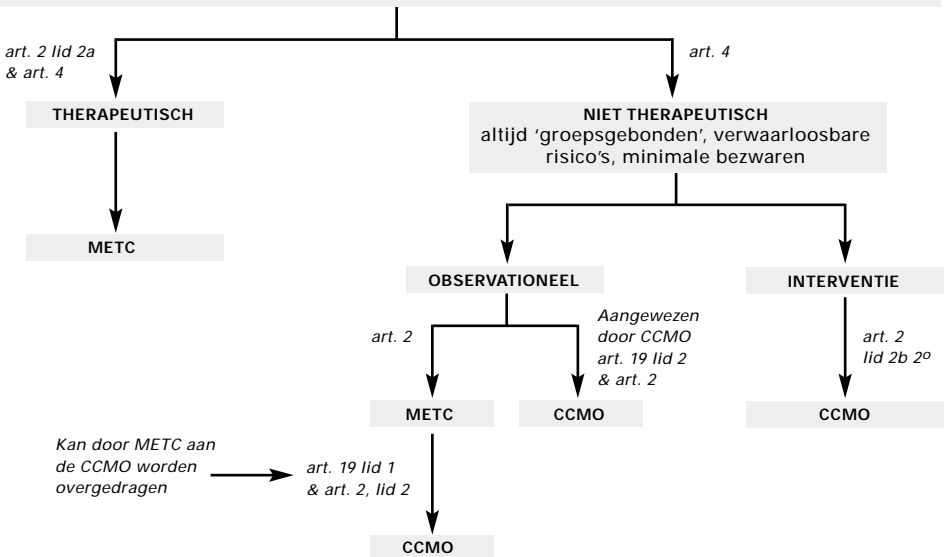 art. 2 lid 2a
& art. 4
art. 4
THERAPEUTISCH
NIET THERAPEUTISCH
altijd ‘groepsgebonden’, verwaarloosbare
risico’s, minimale bezwaren
METC
OBSERVATIONEEL
INTERVENTIE
art. 2
Aangewezen
door CCMO
art. 19 lid 2
& art. 2
art. 2
lid 2b 2º
METC
CCMO
CCMO
Kan door METC aan
de CCMO worden
overgedragen
art. 19 lid 1
& art. 2, lid 2
CCMO